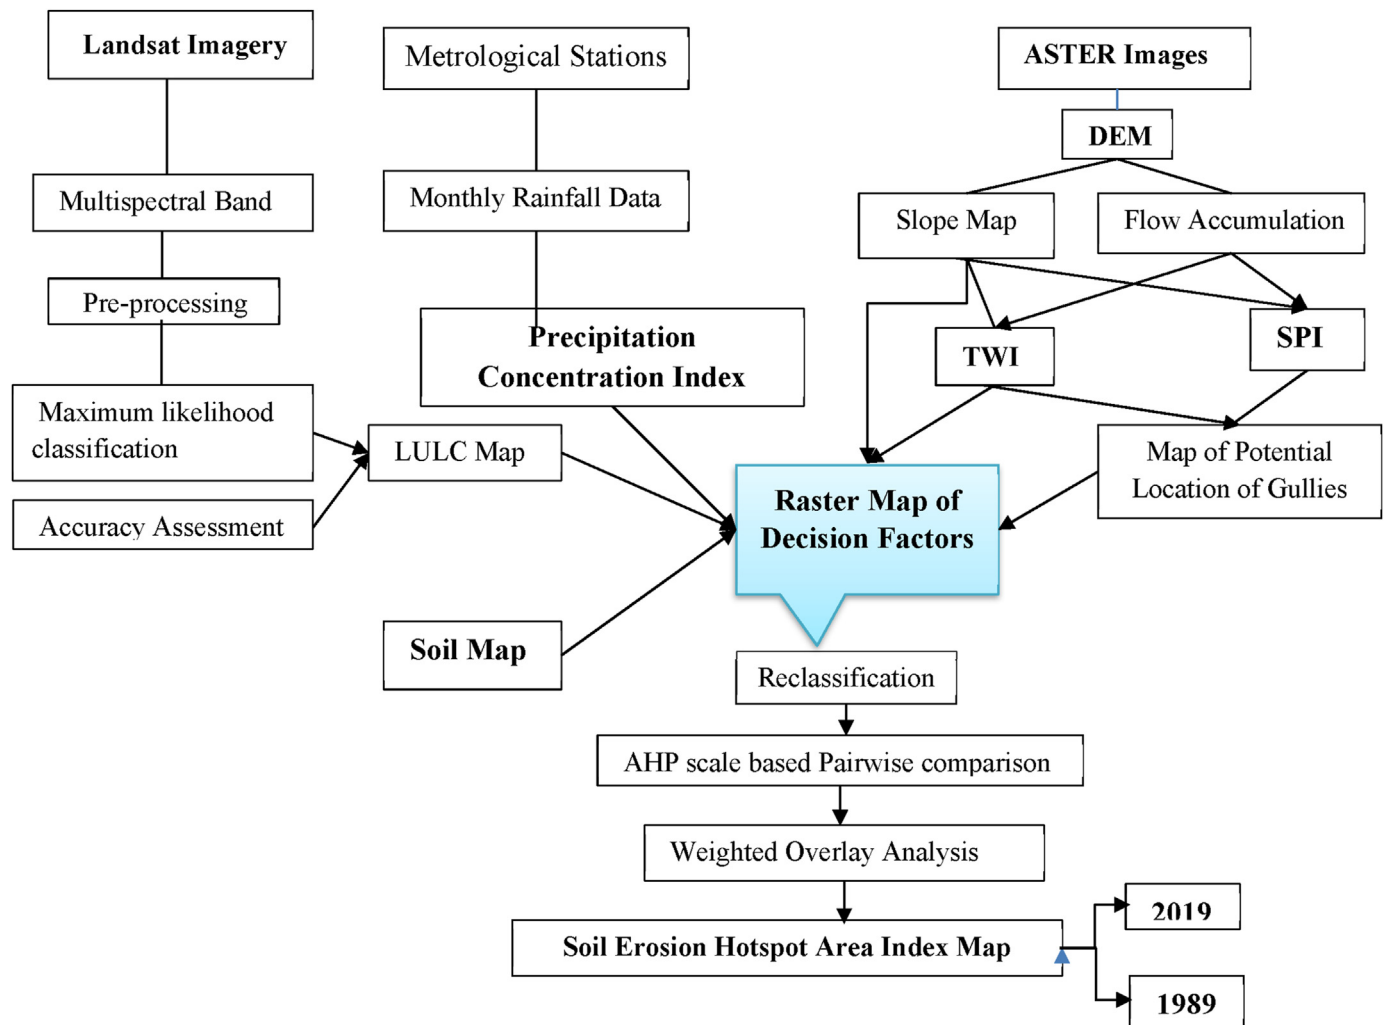 Landsat Imagery
Metrological Stations
ASTER Images
DEM
Multispectral Band
Monthly Rainfall Data
Slope Map
Flow Accumulation
Pre-processing
Precipitation
Concentration Index
TWI
SPI
Maximum likelihood
classification
LULC Map
Map of Potential
Location of Gullies
Accuracy Assessment
Raster Map of
Decision Factors
Soil Map
Reclassification
AHP scale based Pairwise comparison
Weighted Overlay Analysis
Soil Erosion Hotspot Area Index Map
2019
1989